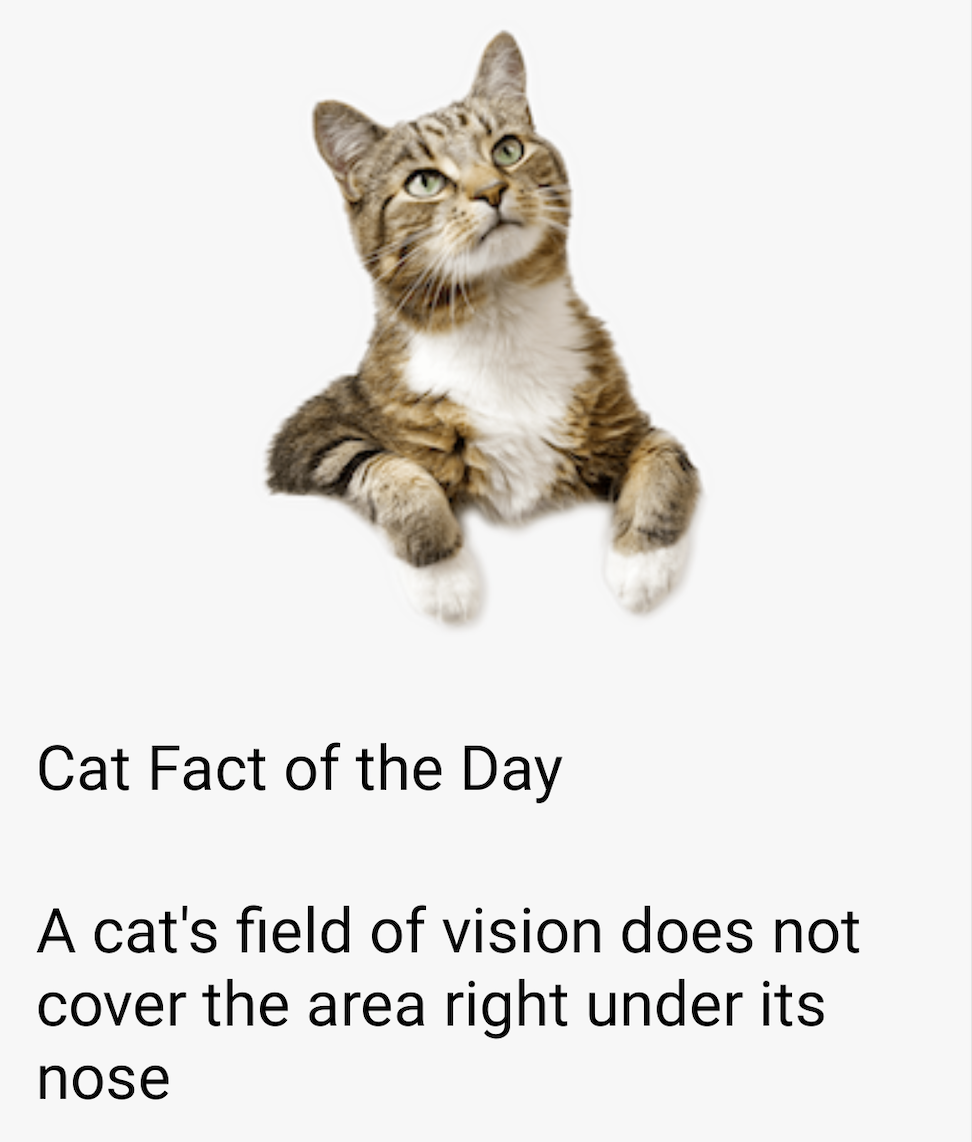 Cat Fact of the Day
A cat's field of vision does not
cover the area right under its
nose